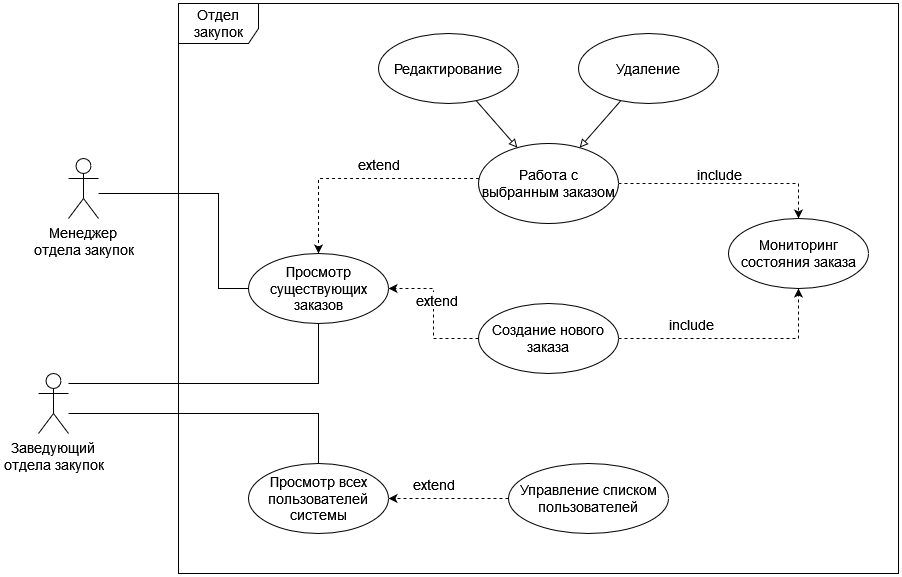 Отдел
закупок
Редактирование
Удаление
extend
Работа с
выбранным заказом
include
Менеджер
отдела закупок
Мониторинг
состояния заказа
Просмотр
существующих
заказов
extend
Создание нового
заказа
include
Заведующий
отдела закупок
Просмотр всех
пользователей
системы
extend
Управление списком
пользователей